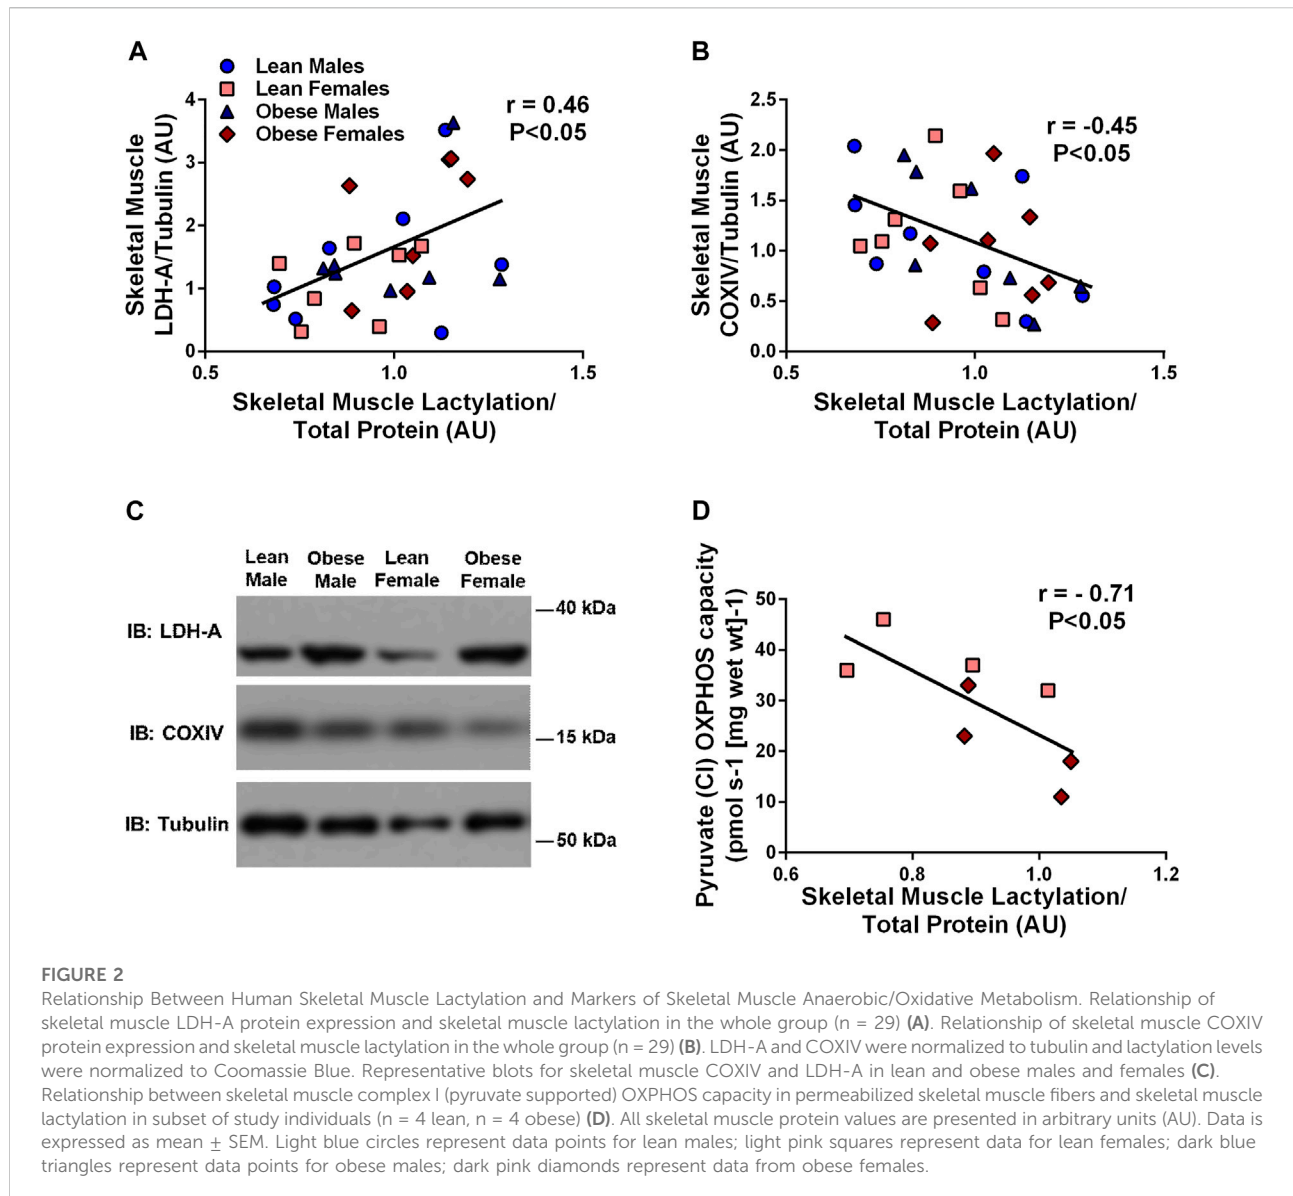 A
B
Lean Males
Lean Females
Obese Males
Obese Females
Skeletal Muscle
LDH-A/Tubulin (AU)
4
3
2
1
0
r = 0.46
P<0.05
0.5
1.0
1.5
Skeletal Muscle Lactylation/
Total Protein (AU)
Skeletal Muscle
COXIV/Tubulin (AU)
2.5
2.0
1.5
1.0
0.5
0.0
r = -0.45
P<0.05
0.5
1.0
1.5
Skeletal Muscle Lactylation/
Total Protein (AU)
C
Lean
Male
Obese
Male
Lean
Female
Obese
Female
IB: LDH-A
40 kDa
IB: COXIV
15 kDa
IB: Tubulin
50 kDa
D
Pyruvate (CI) OXPHOS capacity
(pmol s-1 [mg wet wt]-1)
50
40
30
20
10
0
r = - 0.71
P<0.05
0.6
0.8
1.0
1.2
Skeletal Muscle Lactylation/
Total Protein (AU)
FIGURE 2
Relationship Between Human Skeletal Muscle Lactylation and Markers of Skeletal Muscle Anaerobic/Oxidative Metabolism. Relationship of
skeletal muscle LDH-A protein expression and skeletal muscle lactylation in the whole group (n = 29) (A). Relationship of skeletal muscle COXIV
protein expression and skeletal muscle lactylation in the whole group (n = 29) (B). LDH-A and COXIV were normalized to tubulin and lactylation levels
were normalized to Coomassie Blue. Representative blots for skeletal muscle COXIV and LDH-A in lean and obese males and females (C).
Relationship between skeletal muscle complex I (pyruvate supported) OXPHOS capacity in permeabilized skeletal muscle fibers and skeletal muscle
lactylation in subset of study individuals (n = 4 lean, n = 4 obese) (D). All skeletal muscle protein values are presented in arbitrary units (AU). Data is
expressed as mean ± SEM. Light blue circles represent data points for lean males; light pink squares represent data for lean females; dark blue
triangles represent data points for obese males; dark pink diamonds represent data from obese females.